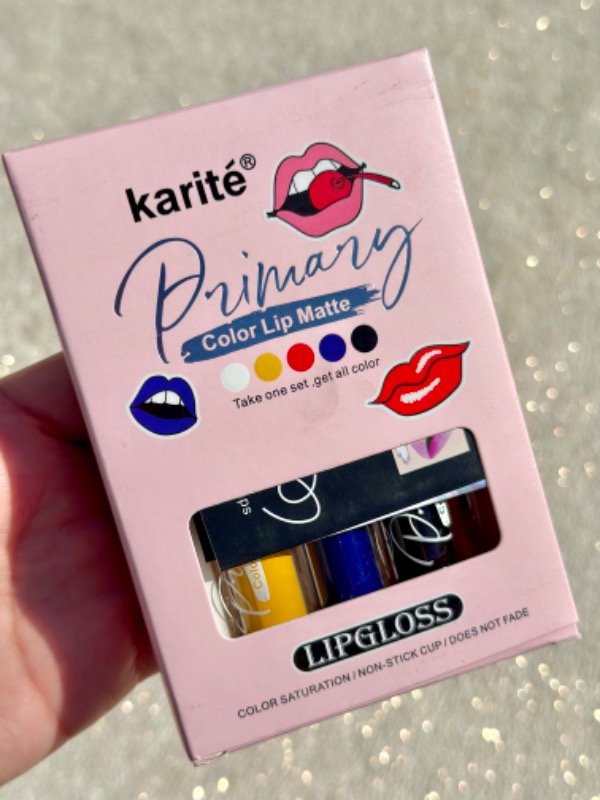 karité®
Primary
Color Lip Matte
Take one set .get all color
LIPGLOSS
COLOR SATURATION / NON-STICK CUP / DOES NOT FADE